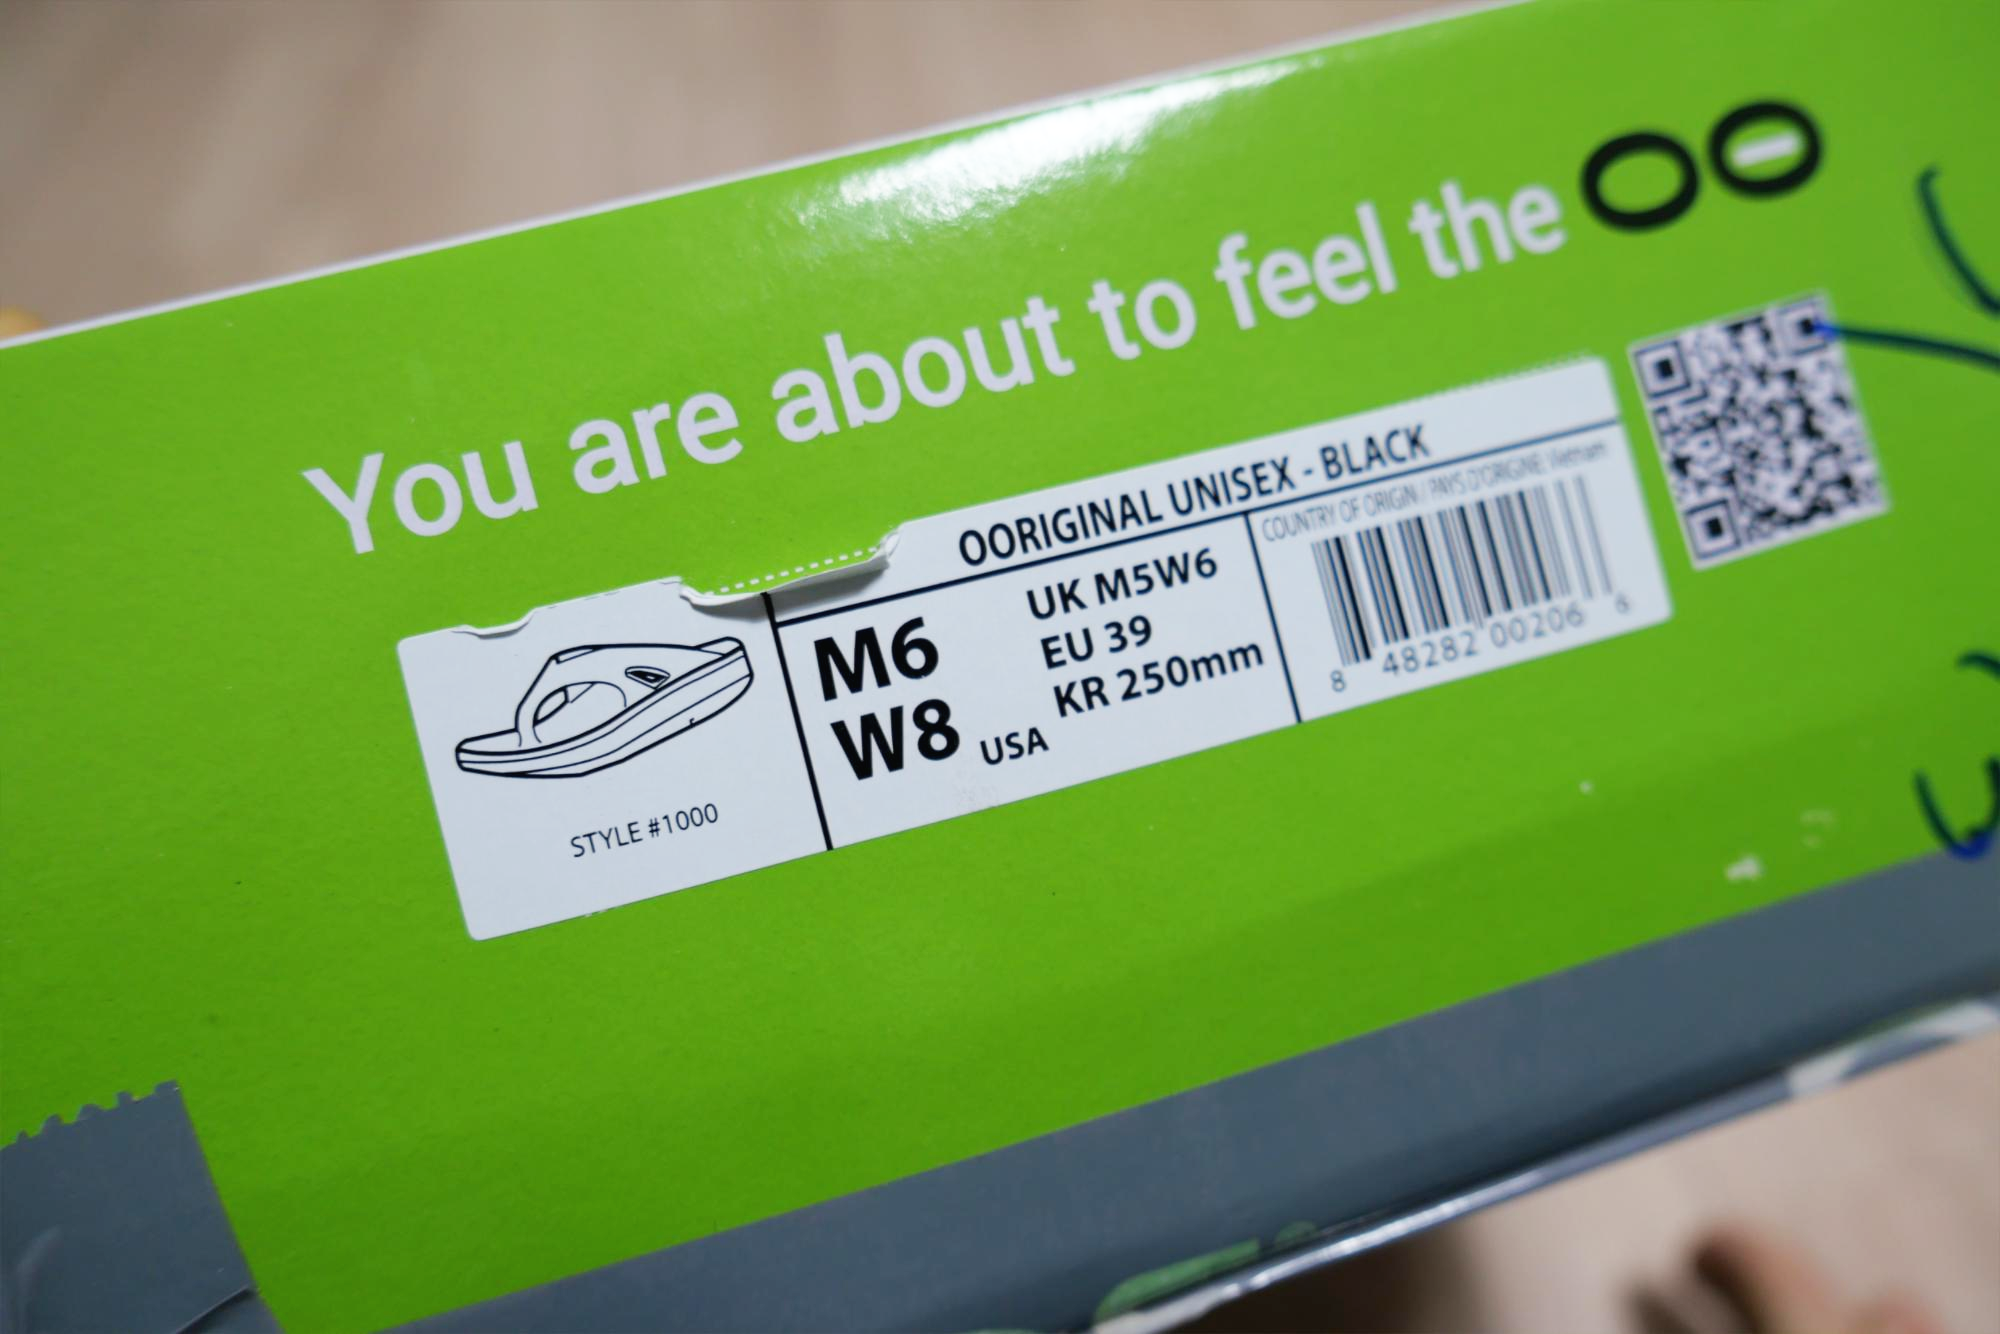 You are about to feel the OO
OORIGINAL UNISEX - BLACK
M6
W8 USA
UK M5W6
EU 39
KR 250mm
COUNTRY OF ORIGIN / PAYS D'ORIGINE: Vietnam
8 48282 00206 6
STYLE #1000